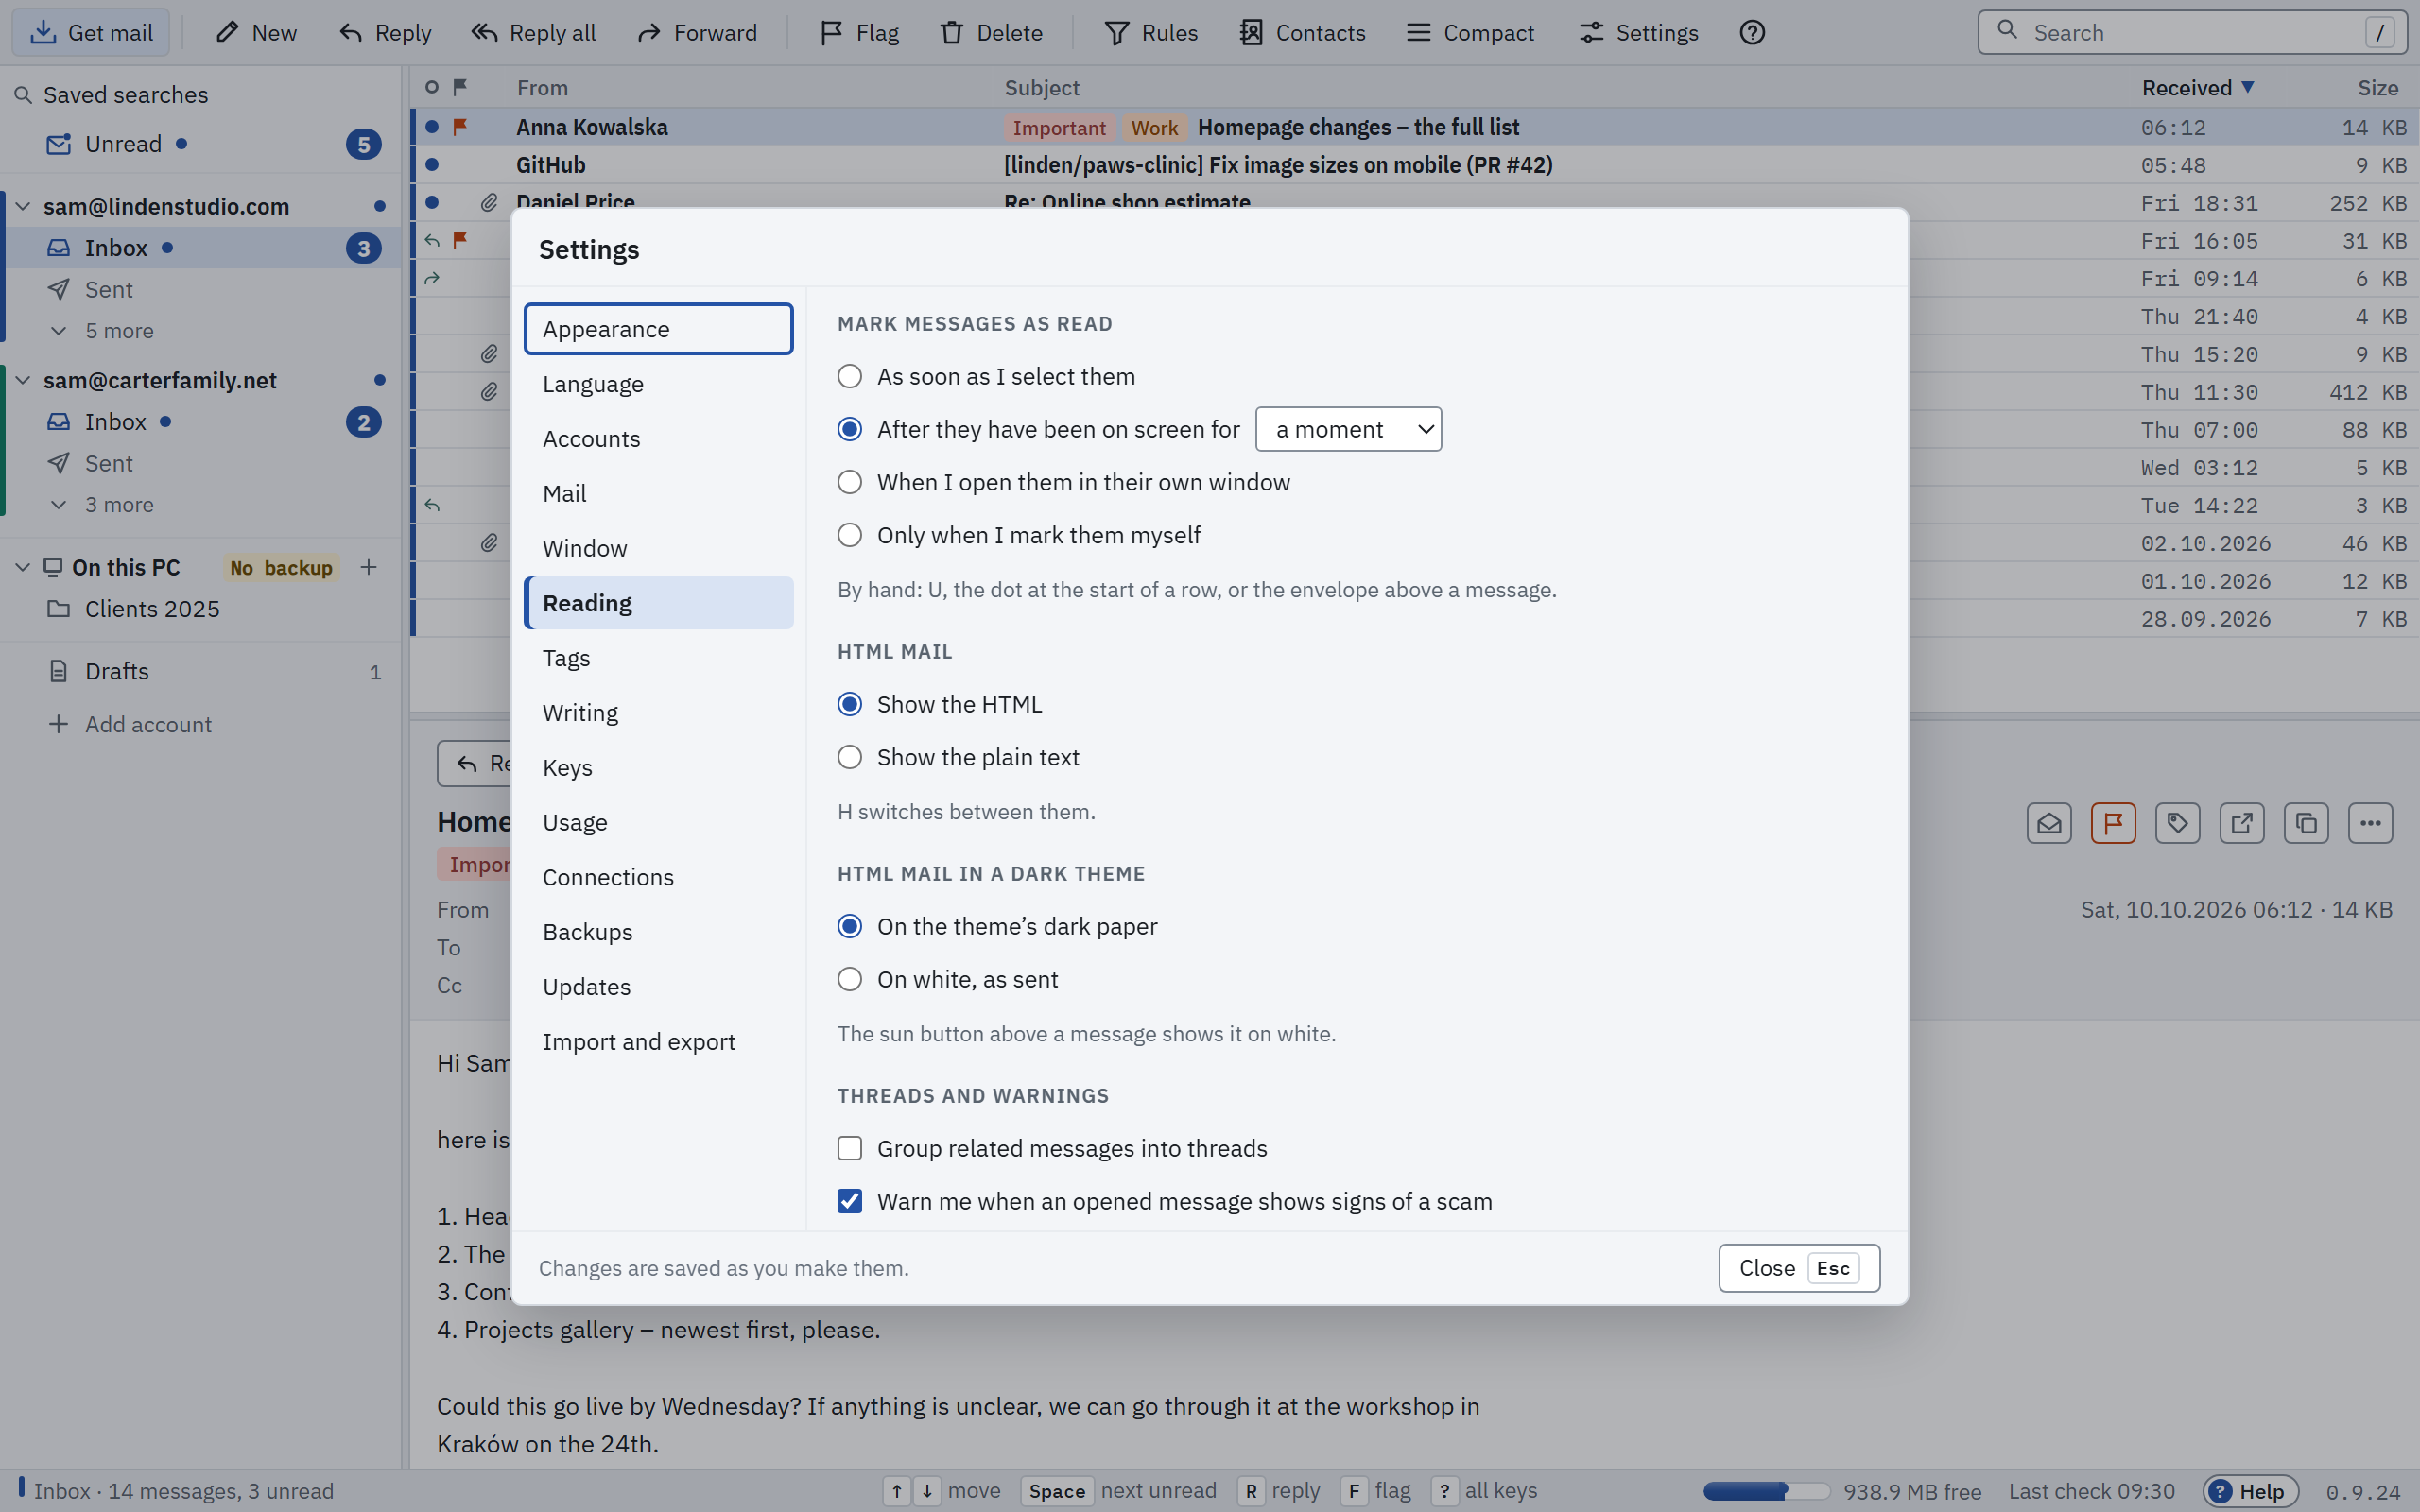 Get mail New Reply Reply all Forward Flag Delete Rules Contacts Compact Settings Search /
Saved searches
Unread 5
sam@lindenstudio.com
Inbox 3
Sent
5 more
sam@carterfamily.net
Inbox 2
Sent
3 more
On this PC No backup
Clients 2025
Drafts 1
Add account
From Subject Received Size
Anna Kowalska Important Work Homepage changes – the full list 06:12 14 KB
GitHub [linden/paws-clinic] Fix image sizes on mobile (PR #42) 05:48 9 KB
Daniel Price Re: Online shop estimate Fri 18:31 252 KB
Fri 16:05 31 KB
Fri 09:14 6 KB
Thu 21:40 4 KB
Thu 15:20 9 KB
Thu 11:30 412 KB
Thu 07:00 88 KB
Wed 03:12 5 KB
Tue 14:22 3 KB
02.10.2026 46 KB
01.10.2026 12 KB
28.09.2026 7 KB
Settings
Appearance
Language
Accounts
Mail
Window
Reading
Tags
Writing
Keys
Usage
Connections
Backups
Updates
Import and export
MARK MESSAGES AS READ
As soon as I select them
After they have been on screen for a moment
When I open them in their own window
Only when I mark them myself
By hand: U, the dot at the start of a row, or the envelope above a message.
HTML MAIL
Show the HTML
Show the plain text
H switches between them.
HTML MAIL IN A DARK THEME
On the theme’s dark paper
On white, as sent
The sun button above a message shows it on white.
THREADS AND WARNINGS
Group related messages into threads
Warn me when an opened message shows signs of a scam
Changes are saved as you make them.
Close Esc
Home
From
To
Cc
Sat, 10.10.2026 06:12 · 14 KB
Hi Sam
here is
1.
2. The
3.
4. Projects gallery – newest first, please.
Could this go live by Wednesday? If anything is unclear, we can go through it at the workshop in
Kraków on the 24th.
Inbox · 14 messages, 3 unread ↑ ↓ move Space next unread R reply F flag ? all keys 938.9 MB free Last check 09:30 ? Help 0.9.24